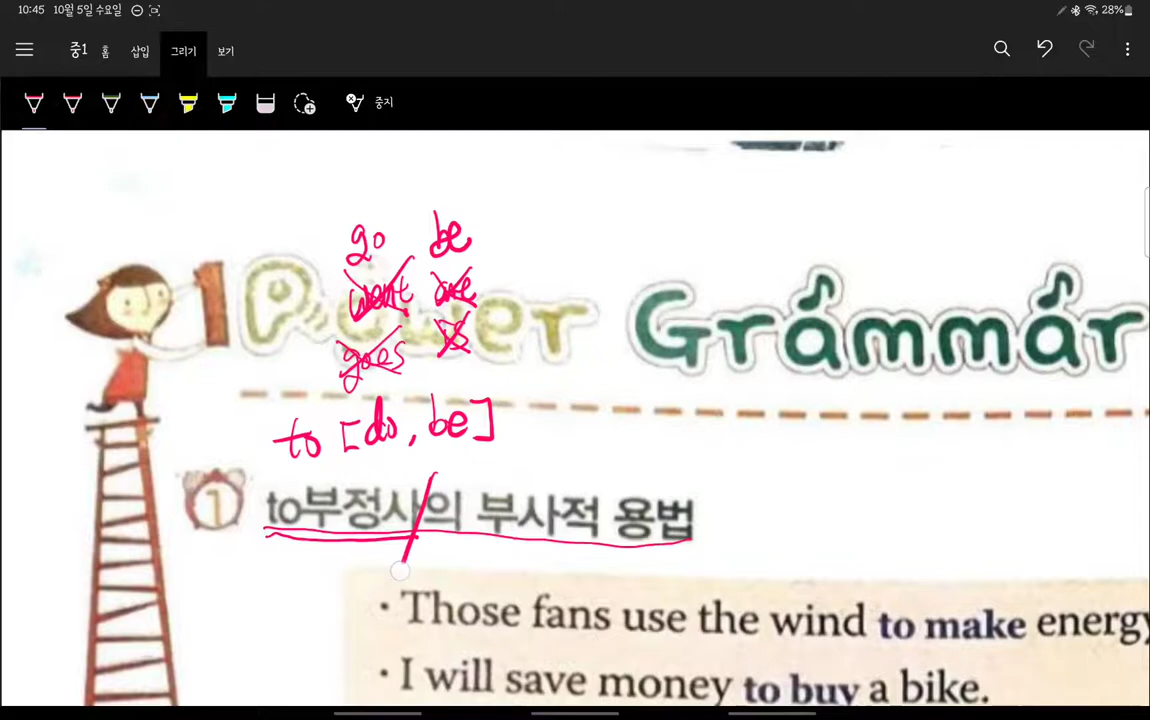 10:45 10월 5일 수요일 28%
중1 홈 삽입 그리기 보기
중지
go be
went are
goes is
Power Grammar
to [do, be]
1 to부정사의 부사적 용법
· Those fans use the wind to make energy
· I will save money to buy a bike.